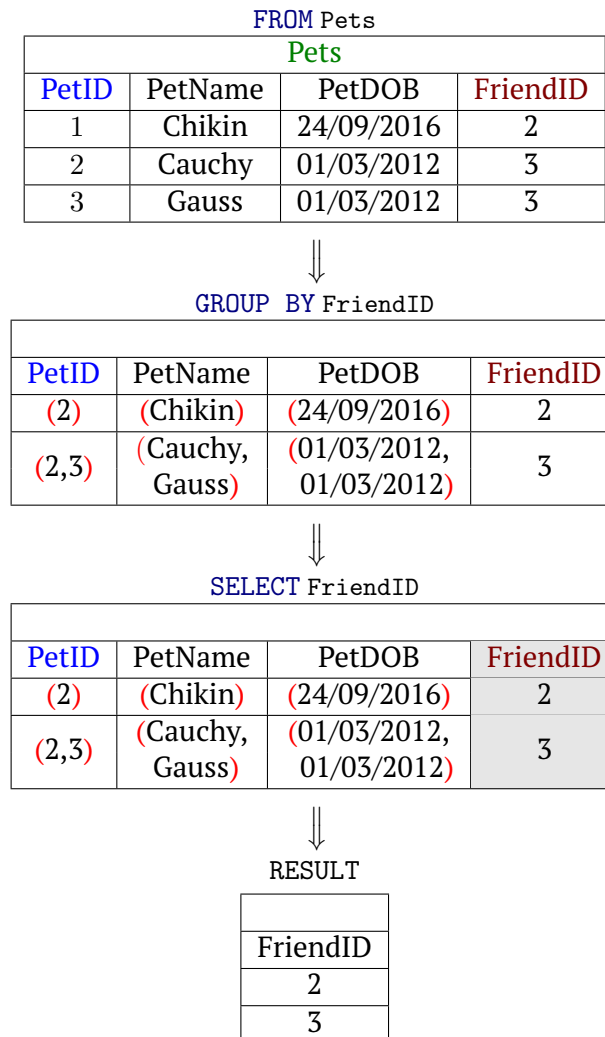 FROM Pets
Pets
PetID PetName PetDOB FriendID
1 Chikin 24/09/2016 2
2 Cauchy 01/03/2012 3
3 Gauss 01/03/2012 3
⇓
GROUP BY FriendID
PetID PetName PetDOB FriendID
(2) (Chikin) (24/09/2016) 2
(2,3) (Cauchy, Gauss) (01/03/2012, 01/03/2012) 3
⇓
SELECT FriendID
PetID PetName PetDOB FriendID
(2) (Chikin) (24/09/2016) 2
(2,3) (Cauchy, Gauss) (01/03/2012, 01/03/2012) 3
⇓
RESULT
FriendID
2
3